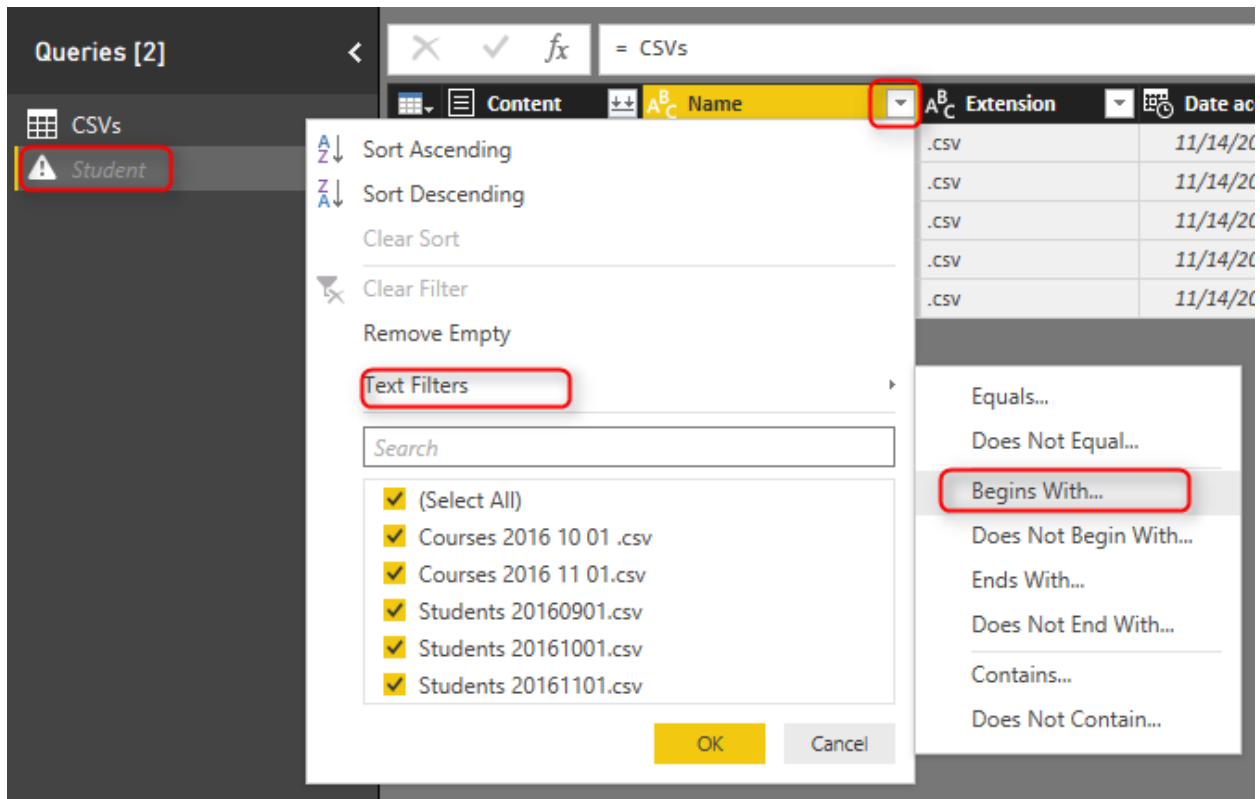 Queries [2]
fx
= CSVs
Content
ABC Name
ABC Extension
Date ac
CSVs
Student
Sort Ascending
Sort Descending
Clear Sort
Clear Filter
Remove Empty
Text Filters
Search
(Select All)
Courses 2016 10 01 .csv
Courses 2016 11 01.csv
Students 20160901.csv
Students 20161001.csv
Students 20161101.csv
OK
Cancel
.csv 11/14/20
.csv 11/14/20
.csv 11/14/20
.csv 11/14/20
.csv 11/14/20
Equals...
Does Not Equal...
Begins With...
Does Not Begin With...
Ends With...
Does Not End With...
Contains...
Does Not Contain...